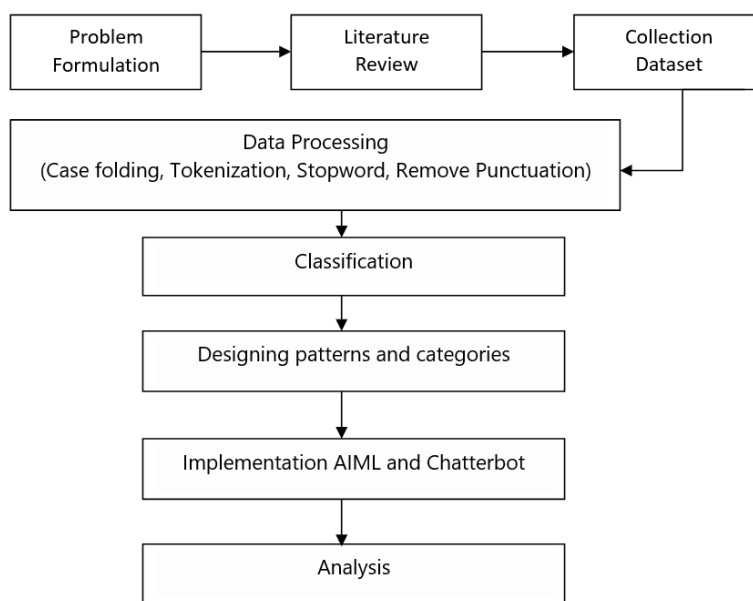 Problem
Formulation
Literature
Review
Collection
Dataset
Data Processing
(Case folding, Tokenization, Stopword, Remove Punctuation)
Classification
Designing patterns and categories
Implementation AIML and Chatterbot
Analysis